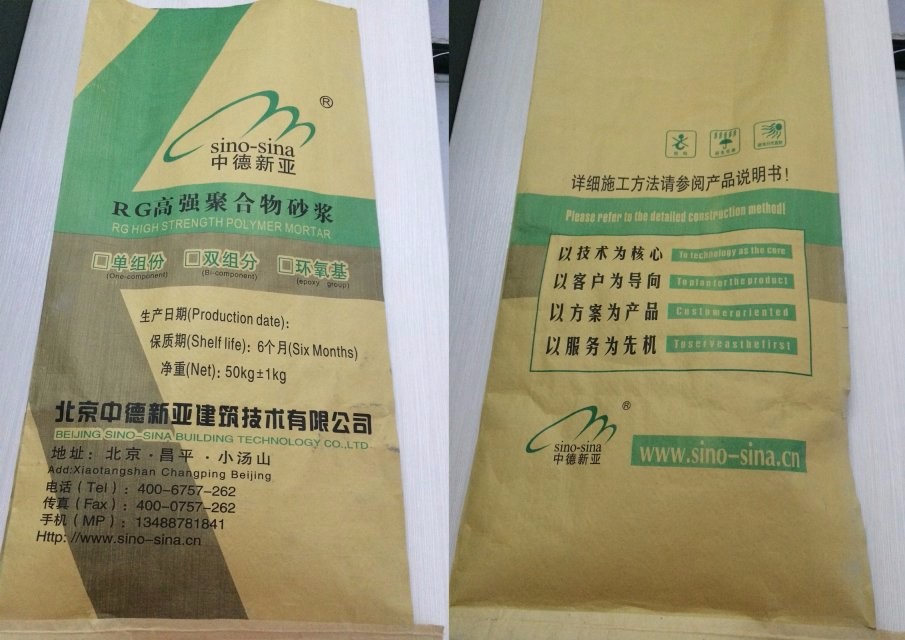 ®
sino-sina
中德新亚
RG高强聚合物砂浆
RG HIGH STRENGTH POLYMER MORTAR
□单组份 □双组分 □环氧基
(One-component) (Bi-component) (epoxy group)
生产日期(Production date):
保质期(Shelf life): 6个月(Six Months)
净重(Net): 50kg±1kg
北京中德新亚建筑技术有限公司
BEIJING SINO-SINA BUILDING TECHNOLOGY CO.,LTD
地址: 北京·昌平·小汤山
Add:Xiaotangshan Changping Beijing
电话(Tel): 400-6757-262
传真(Fax): 400-0757-262
手机(MP): 13488781841
Http: //www.sino-sina.cn
详细施工方法请参阅产品说明书!
Please refer to the detailed construction method!
以技术为核心 To technology as the core
以客户为导向 To plan for the product
以方案为产品 Customer oriented
以服务为先机 To serve as the first
®
sino-sina
中德新亚
www.sino-sina.cn